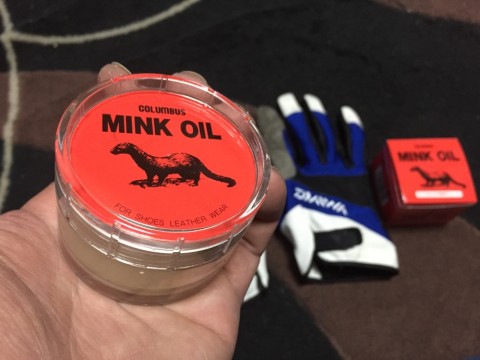 COLUMBUS
MINK OIL
FOR SHOES LEATHER WEAR
DAIWA
MINK OIL